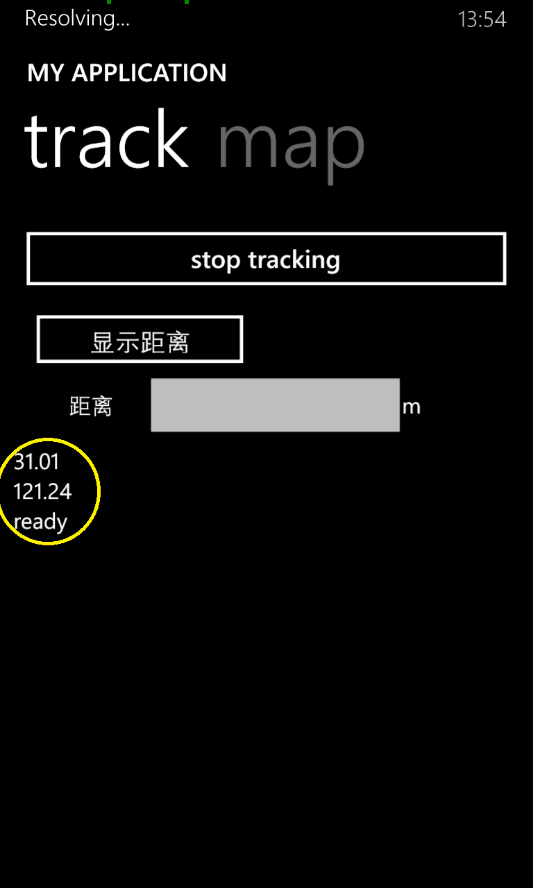 Resolving... 13:54
MY APPLICATION
track map
stop tracking
显示距离
距离 m
31.01
121.24
ready